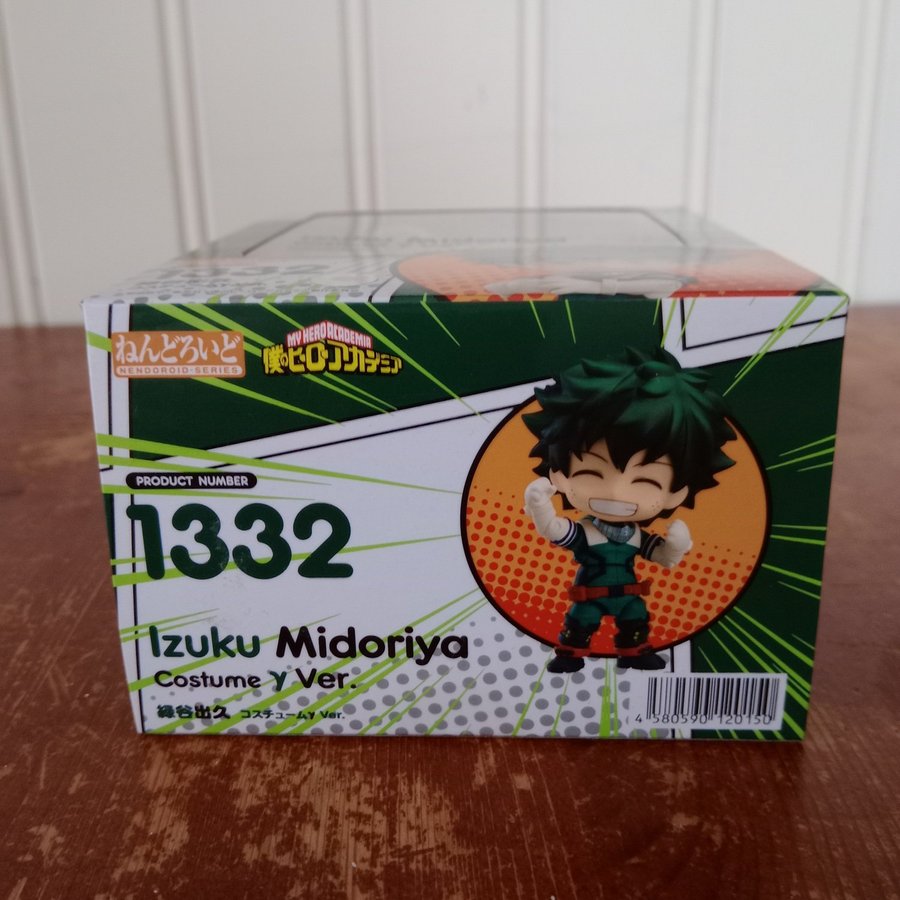 Midoriya
1332
ねんどろいど
NENDOROID-SERIES
MY HERO ACADEMIA
僕のヒーローアカデミア
PRODUCT NUMBER
1332
Izuku Midoriya
Costume γ Ver.
緑谷出久 コスチュームγ Ver.
4 580590 120150